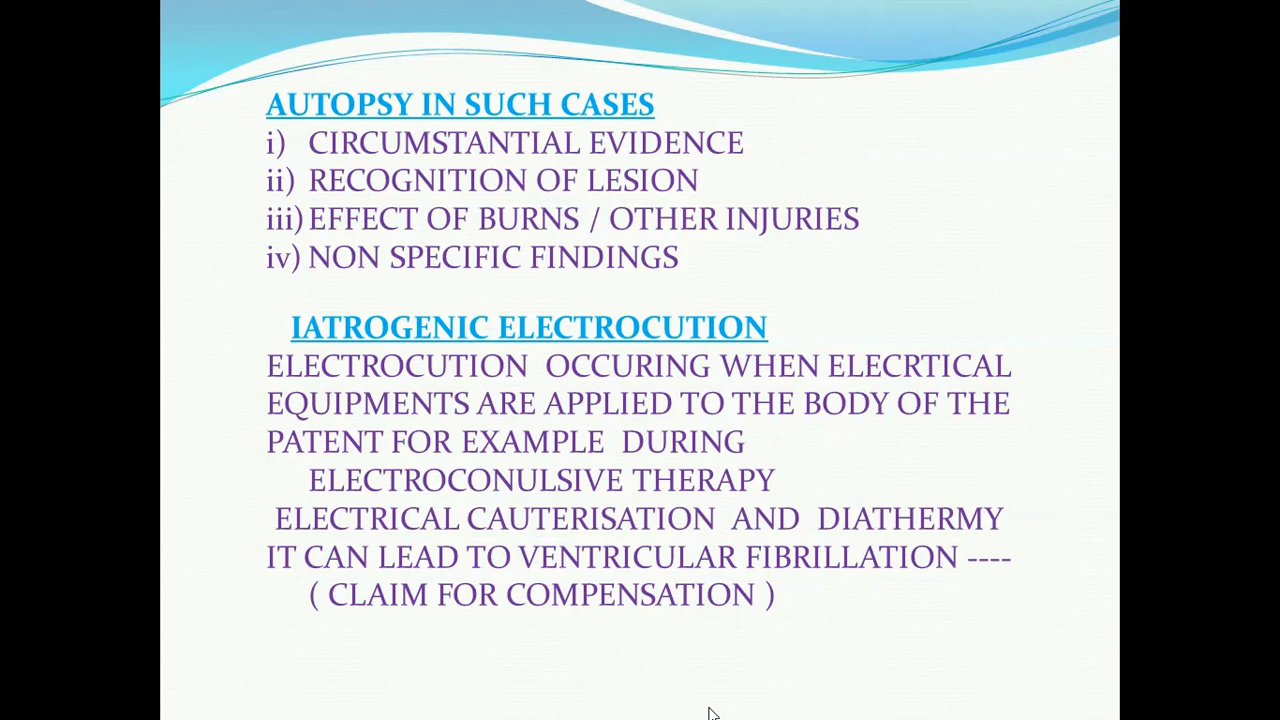 AUTOPSY IN SUCH CASES
i) CIRCUMSTANTIAL EVIDENCE
ii) RECOGNITION OF LESION
iii) EFFECT OF BURNS / OTHER INJURIES
iv) NON SPECIFIC FINDINGS
IATROGENIC ELECTROCUTION
ELECTROCUTION OCCURING WHEN ELECRTICAL
EQUIPMENTS ARE APPLIED TO THE BODY OF THE
PATENT FOR EXAMPLE DURING
ELECTROCONULSIVE THERAPY
ELECTRICAL CAUTERISATION AND DIATHERMY
IT CAN LEAD TO VENTRICULAR FIBRILLATION ----
( CLAIM FOR COMPENSATION )